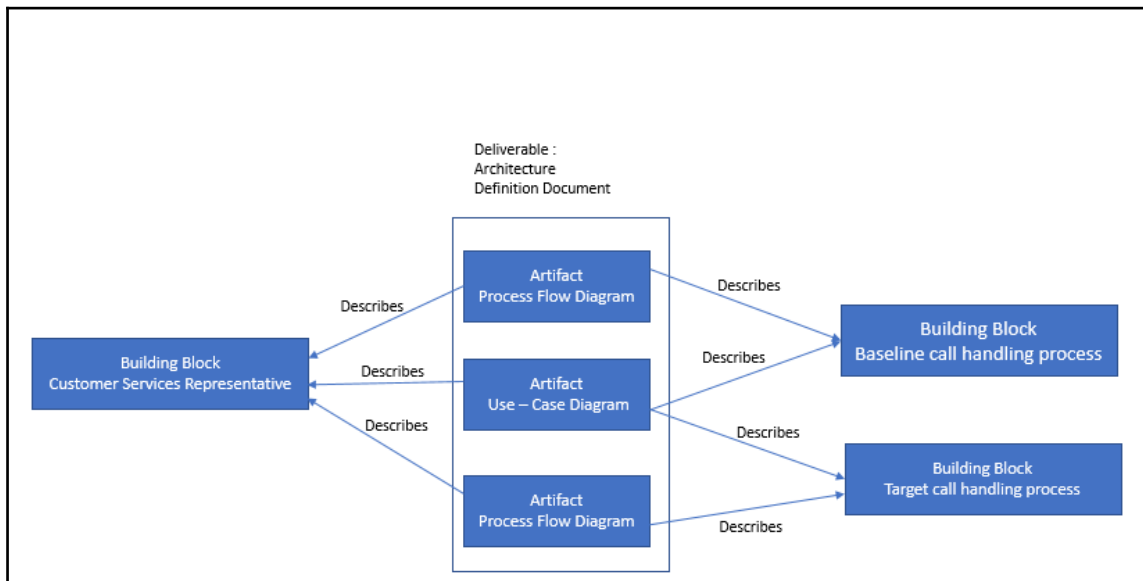 Deliverable :
Architecture
Definition Document
Artifact
Process Flow Diagram
Describes
Describes
Building Block
Baseline call handling process
Building Block
Customer Services Representative
Describes
Artifact
Use – Case Diagram
Describes
Describes
Describes
Building Block
Target call handling process
Artifact
Process Flow Diagram
Describes